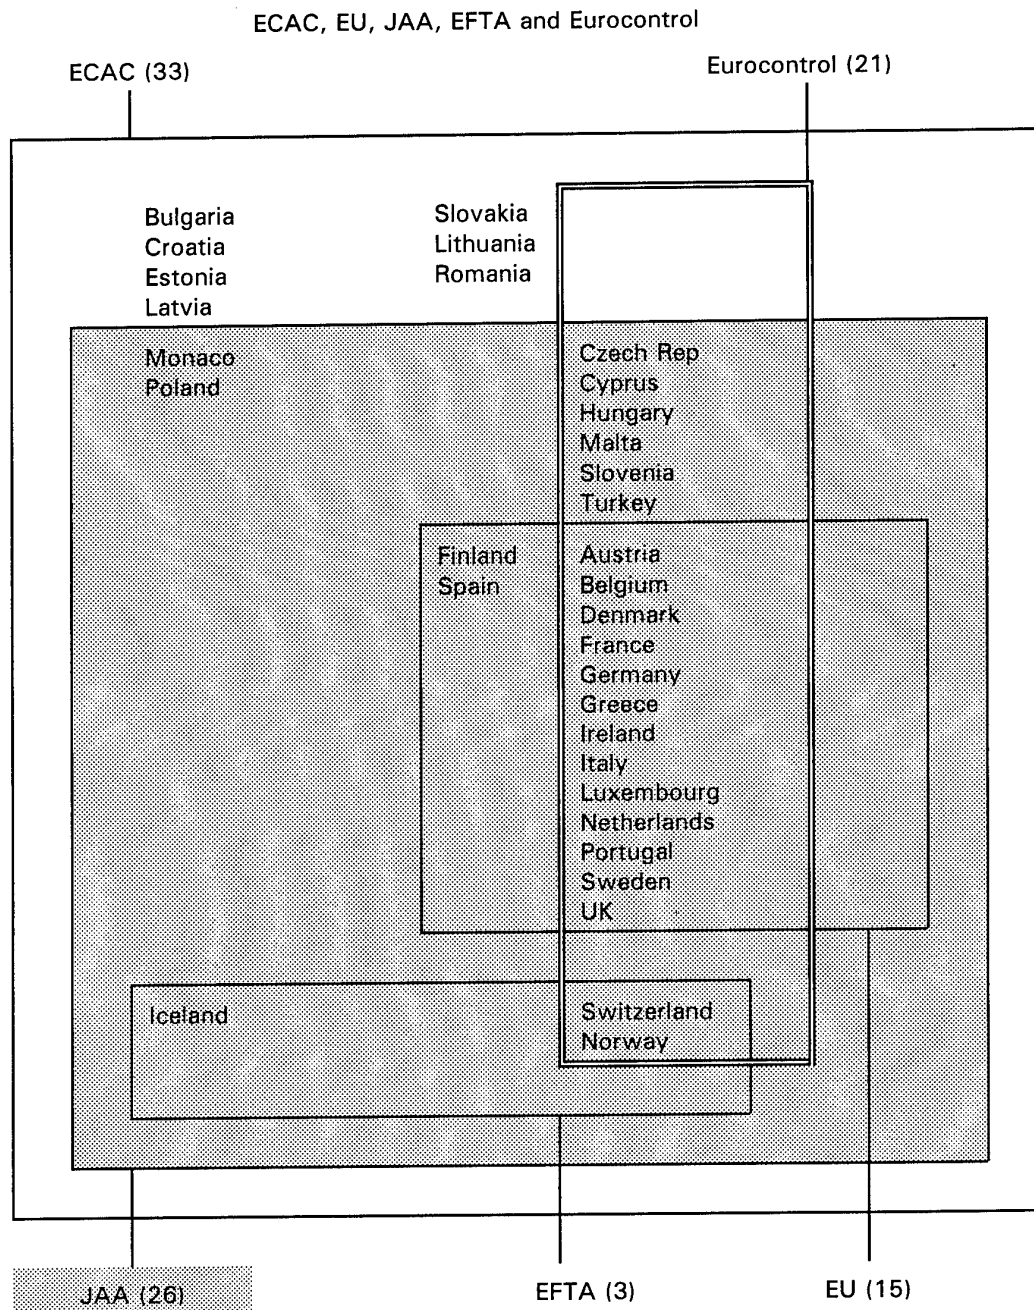 ECAC, EU, JAA, EFTA and Eurocontrol
ECAC (33)
Eurocontrol (21)
Bulgaria
Croatia
Estonia
Latvia
Slovakia
Lithuania
Romania
Monaco
Poland
Czech Rep
Cyprus
Hungary
Malta
Slovenia
Turkey
Finland
Spain
Austria
Belgium
Denmark
France
Germany
Greece
Ireland
Italy
Luxembourg
Netherlands
Portugal
Sweden
UK
Iceland
Switzerland
Norway
JAA (26)
EFTA (3)
EU (15)